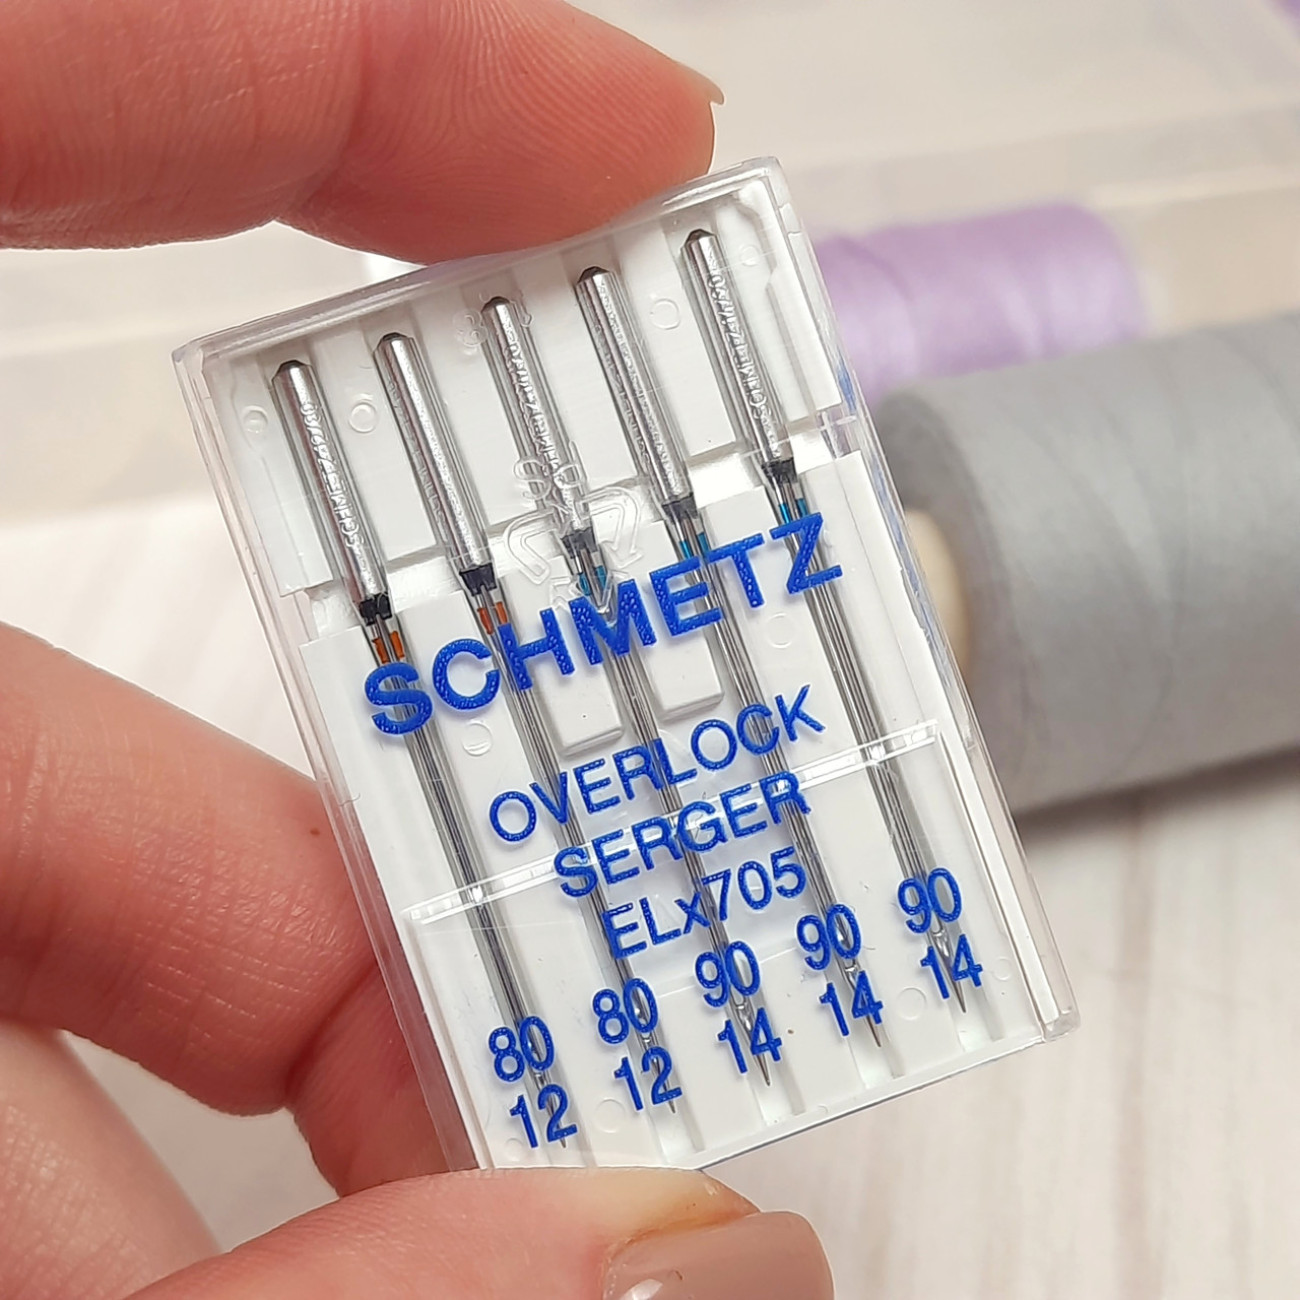 SCHMETZ
OVERLOCK
SERGER
ELx705
80 80 90 90 90
12 12 14 14 14